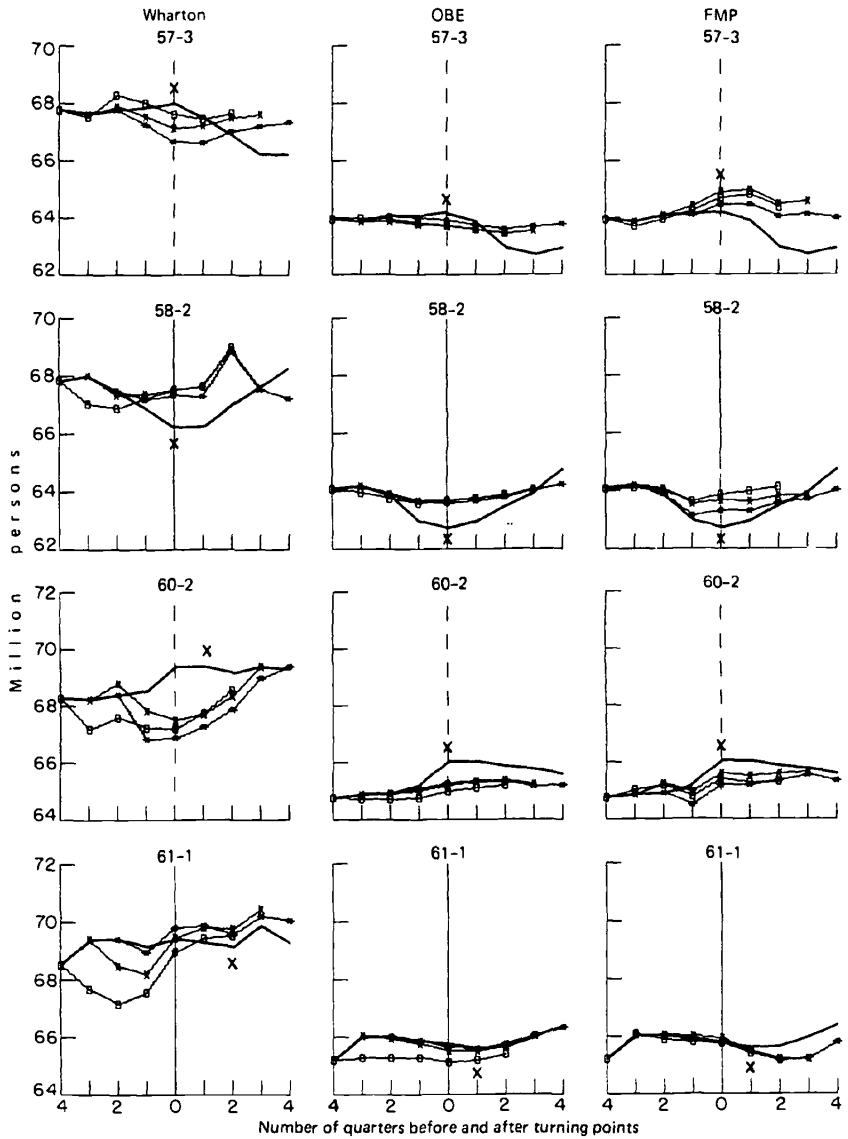 Wharton OBE FMP
57-3 57-3 57-3
70
68
66
64
62
X X X
58-2 58-2 58-2
70
68
66
64
62
X X X
60-2 60-2 60-2
72
70
68
66
64
X X X
61-1 61-1 61-1
72
70
68
66
64
X X X
4 2 0 2 4 4 2 0 2 4 4 2 0 2 4
Number of quarters before and after turning points
Million persons